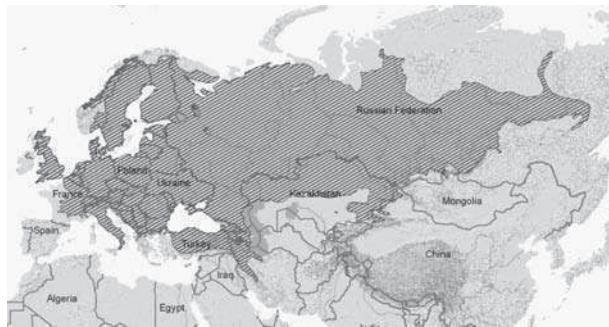 Russian Federation
Poland
Ukraine
France
Kazakhstan
Mongolia
Spain
Turkey
China
Iraq
Algeria
Egypt